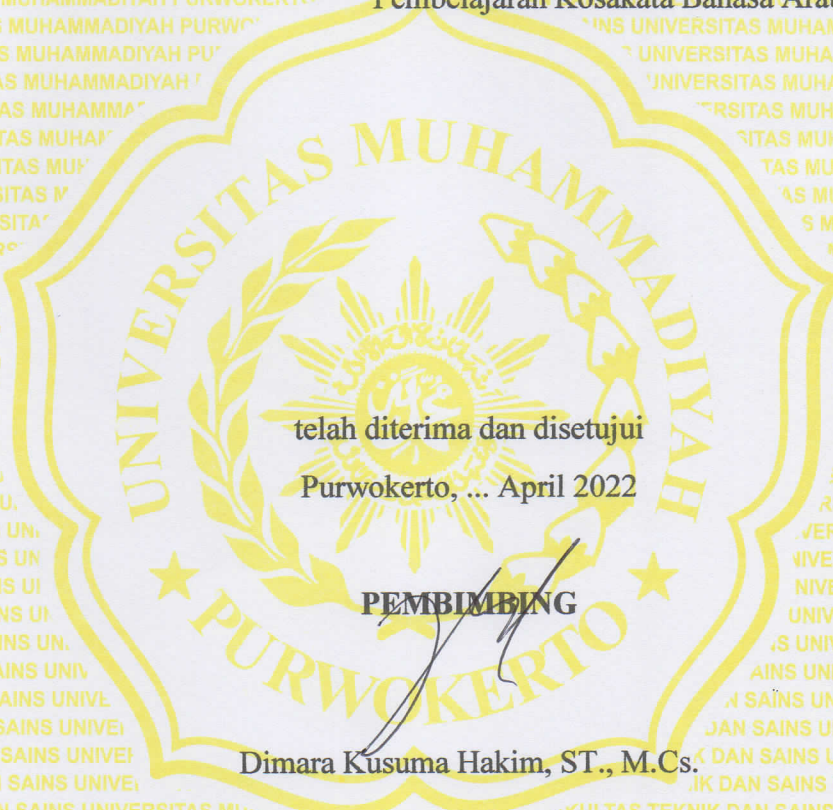 Pembelajaran Kosakata Bahasa Arab
UNIVERSITAS MUHAMMADIYAH
PURWOKERTO
telah diterima dan disetujui
Purwokerto, ... April 2022
PEMBIMBING
Dimara Kusuma Hakim, ST., M.Cs.